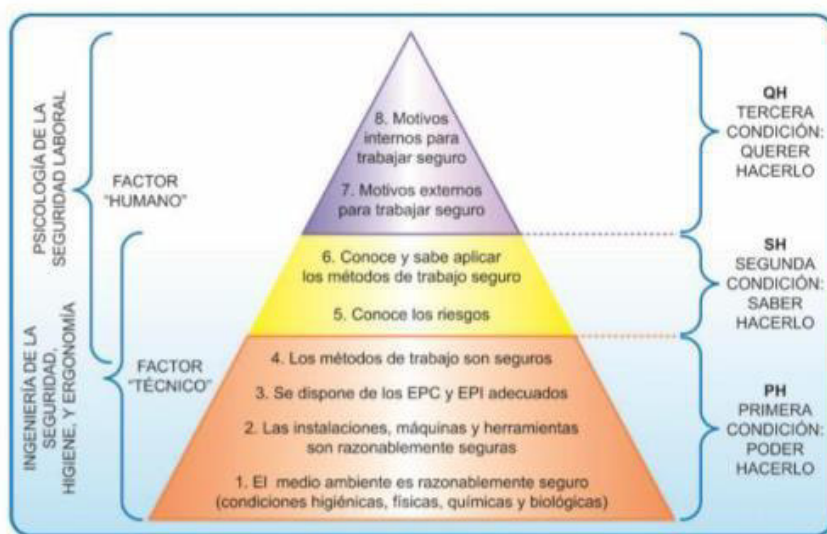 PSICOLOGÍA DE LA
SEGURIDAD LABORAL
INGENIERÍA DE LA
SEGURIDAD,
HIGIENE, Y ERGONOMÍA
FACTOR
"HUMANO"
FACTOR
"TÉCNICO"
8. Motivos
internos para
trabajar seguro
7. Motivos externos
para trabajar seguro
6. Conoce y sabe aplicar
los métodos de trabajo seguro
5. Conoce los riesgos
4. Los métodos de trabajo son seguros
3. Se dispone de los EPC y EPI adecuados
2. Las instalaciones, máquinas y herramientas
son razonablemente seguras
1. El medio ambiente es razonablemente seguro
(condiciones higiénicas, físicas, químicas y biológicas)
QH
TERCERA
CONDICIÓN:
QUERER
HACERLO
SH
SEGUNDA
CONDICIÓN:
SABER
HACERLO
PH
PRIMERA
CONDICIÓN:
PODER
HACERLO